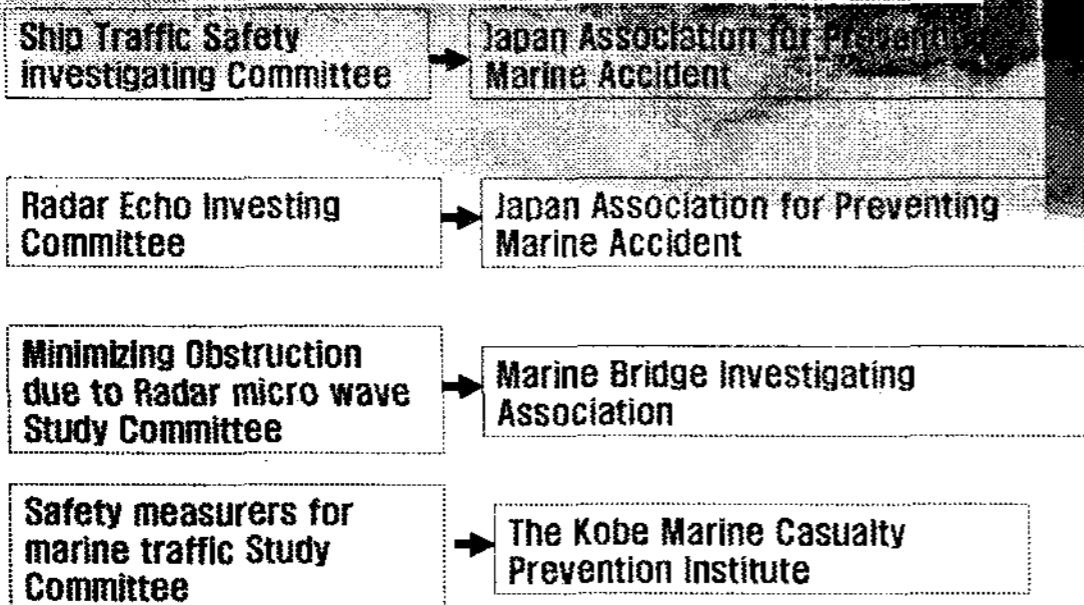 Ship Traffic Safety
investigating Committee
Japan Association for Preventing
Marine Accident
Radar Echo Investing
Committee
Japan Association for Preventing
Marine Accident
Minimizing Obstruction
due to Radar micro wave
Study Committee
Marine Bridge Investigating
Association
Safety measurers for
marine traffic Study
Committee
The Kobe Marine Casualty
Prevention Institute